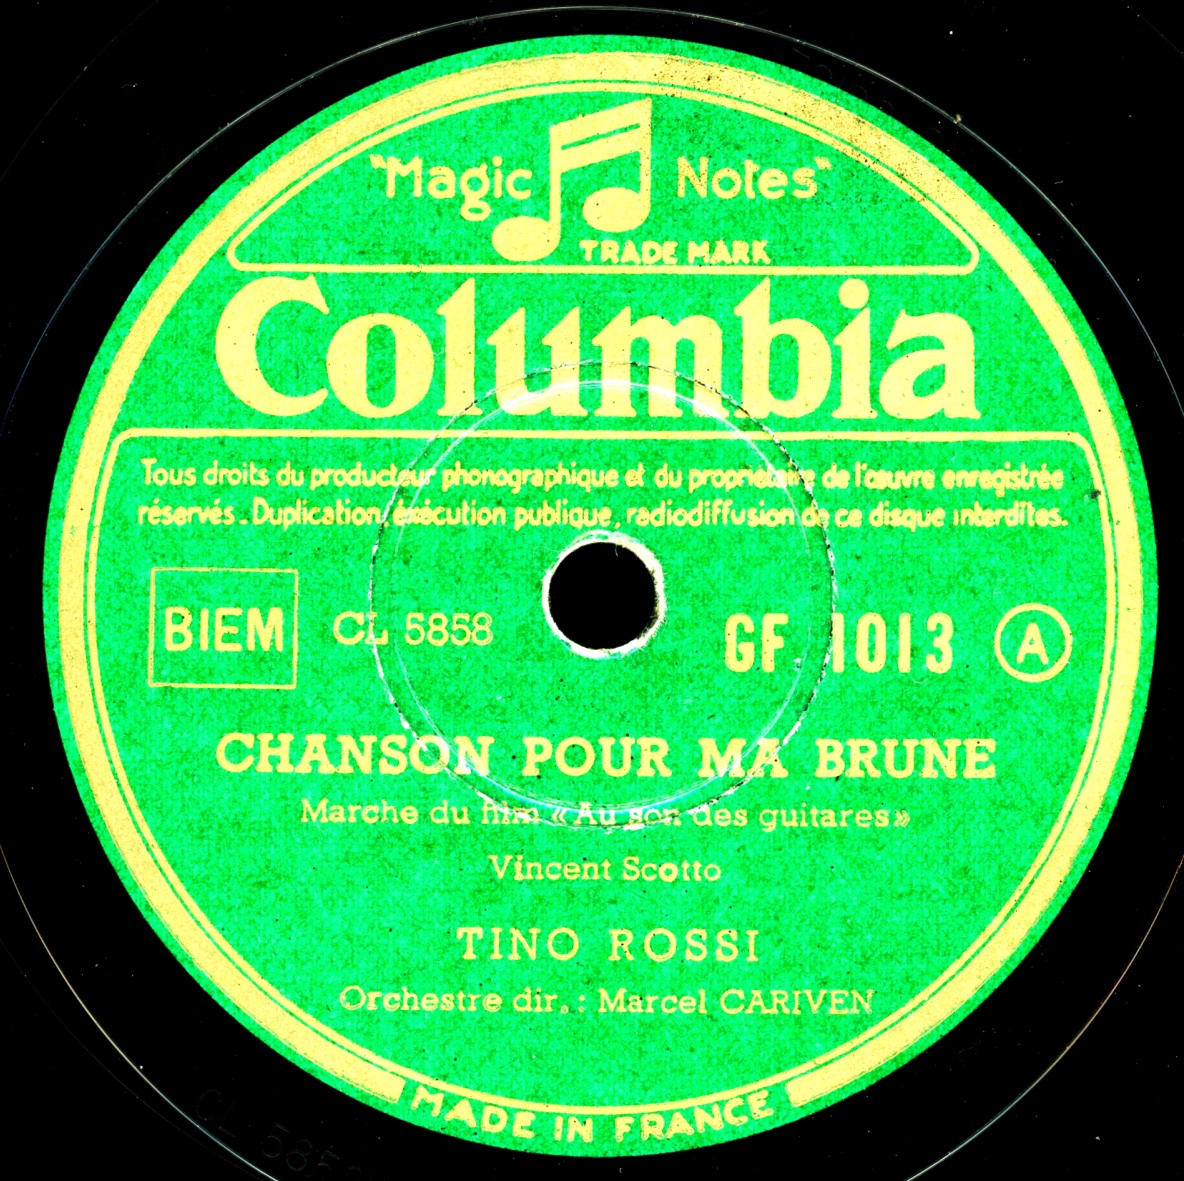 "Magic Notes"
TRADE MARK
Columbia
Tous droits du producteur phonographique et du propriétaire de l'œuvre enregistrée
réservés. Duplication, éxécution publique, radiodiffusion de ce disque interdites.
BIEM CL 5858 GF. 1013 A
CHANSON POUR MA BRUNE
Marche du film « Au son des guitares »
Vincent Scotto
TINO ROSSI
Orchestre dir. : Marcel CARIVEN
MADE IN FRANCE